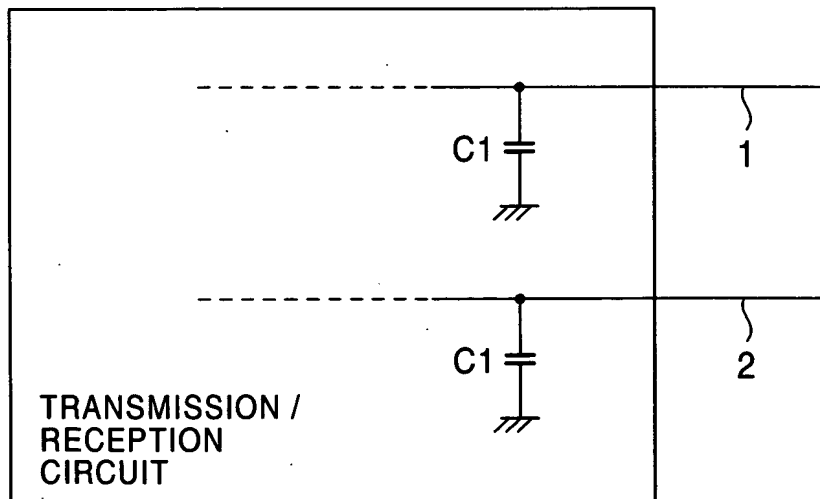 C1
1
C1
2
TRANSMISSION /
RECEPTION
CIRCUIT